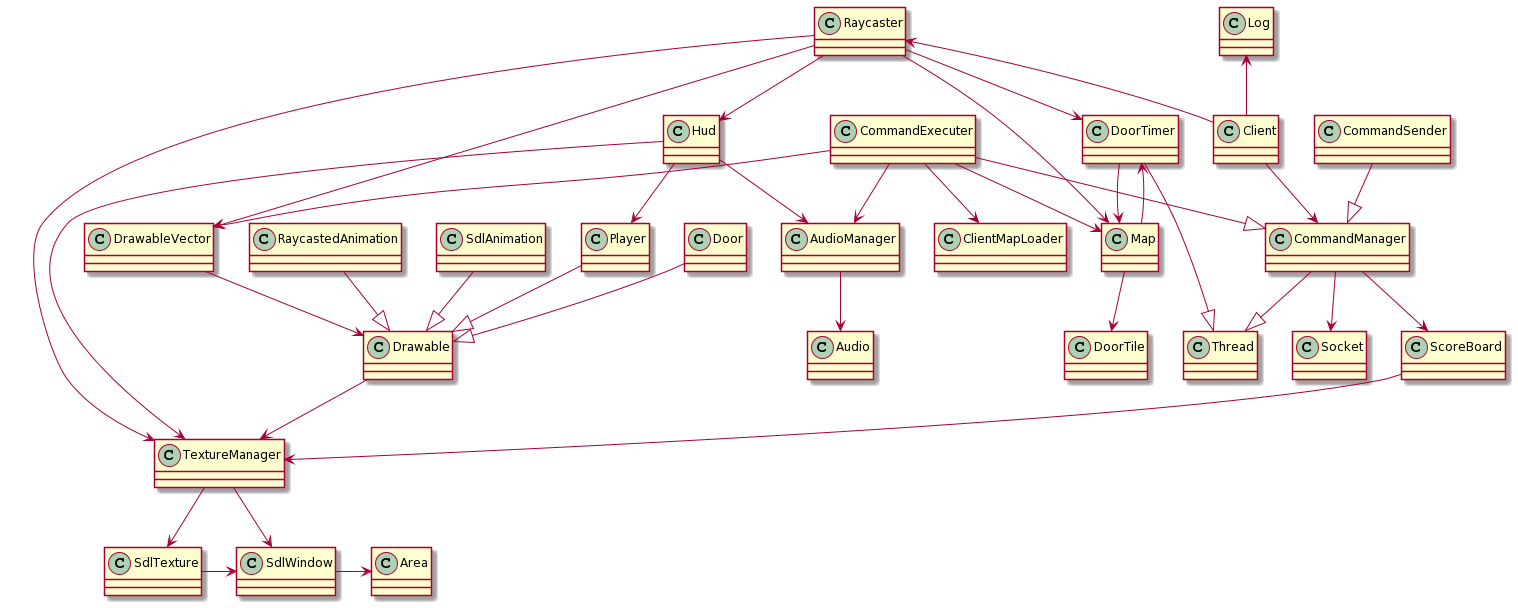 C Raycaster
C Log
C Hud
C CommandExecuter
C DoorTimer
C Client
C CommandSender
C DrawableVector
C RaycastedAnimation
C SdlAnimation
C Player
C Door
C AudioManager
C ClientMapLoader
C Map
C CommandManager
C Drawable
C Audio
C DoorTile
C Thread
C Socket
C ScoreBoard
C TextureManager
C SdlTexture
C SdlWindow
C Area